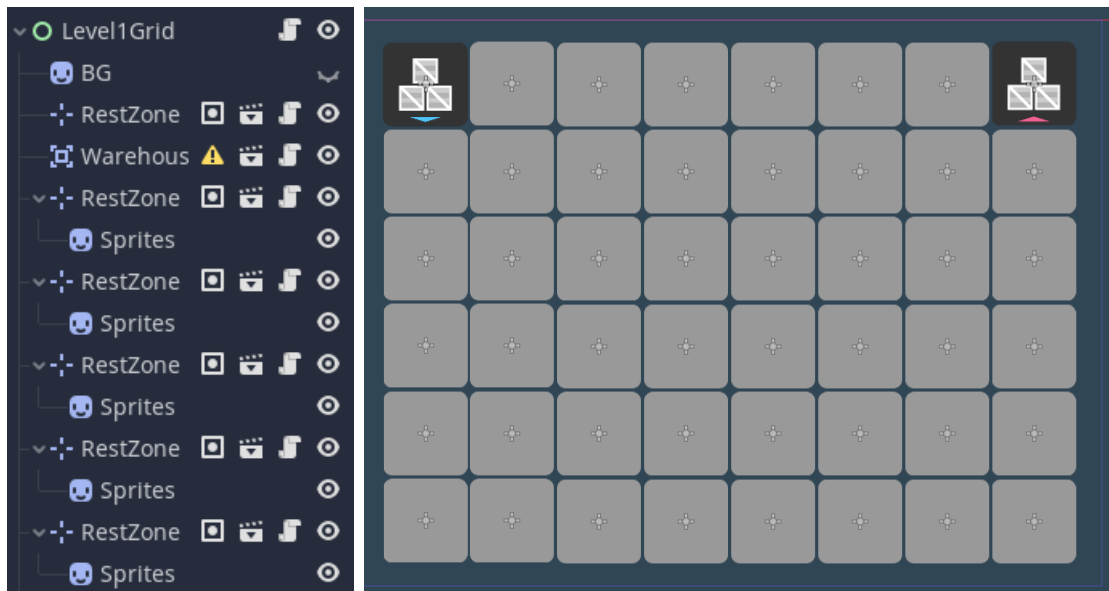 Level1Grid
BG
RestZone
Warehous
RestZone
Sprites
RestZone
Sprites
RestZone
Sprites
RestZone
Sprites
RestZone
Sprites